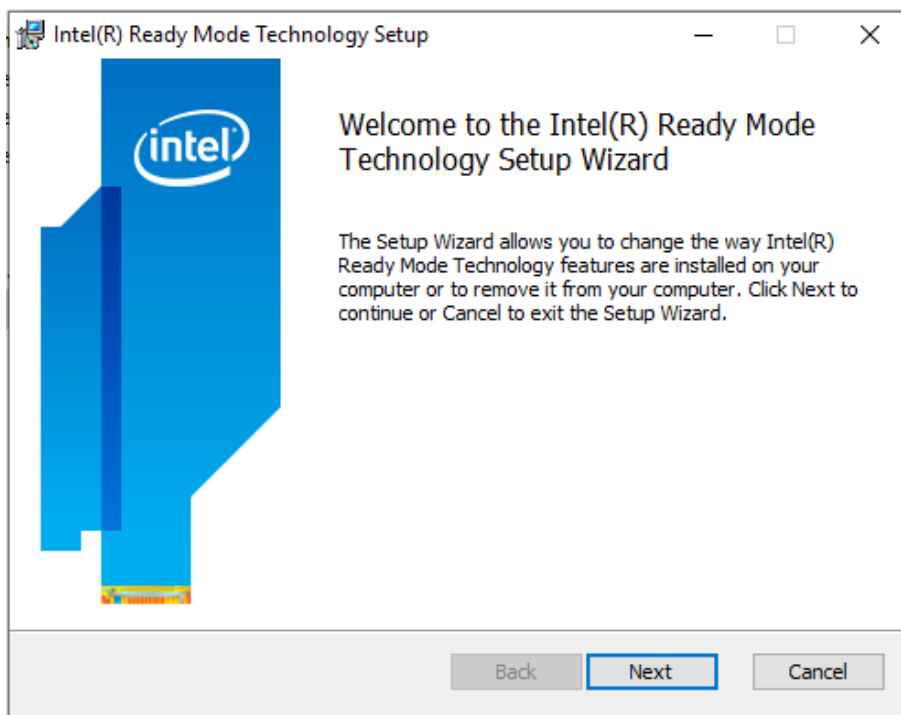 Intel(R) Ready Mode Technology Setup
intel
Welcome to the Intel(R) Ready Mode
Technology Setup Wizard
The Setup Wizard allows you to change the way Intel(R)
Ready Mode Technology features are installed on your
computer or to remove it from your computer. Click Next to
continue or Cancel to exit the Setup Wizard.
Back Next Cancel